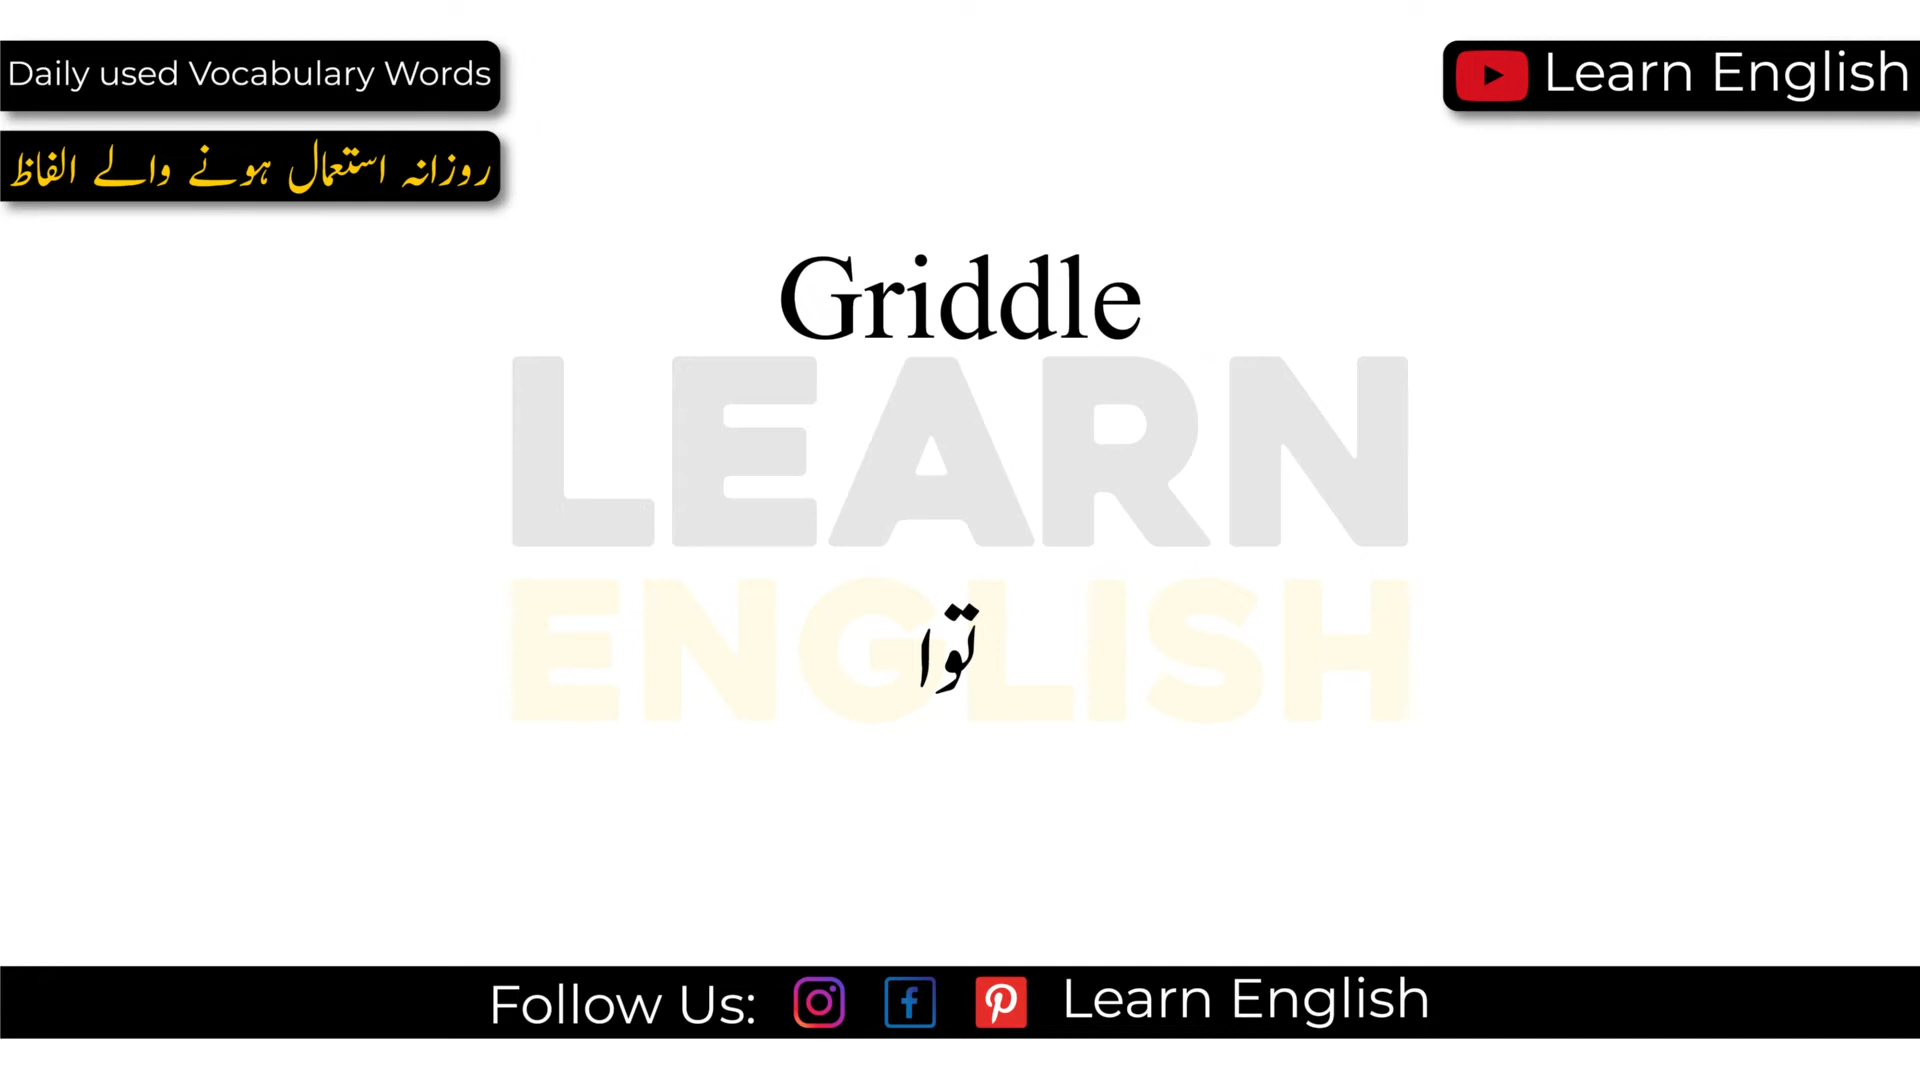 Daily used Vocabulary Words
Learn English
روزانہ استعمال ہونے والے الفاظ
Griddle
LEARN
ENGLISH
توا
Follow Us: Learn English